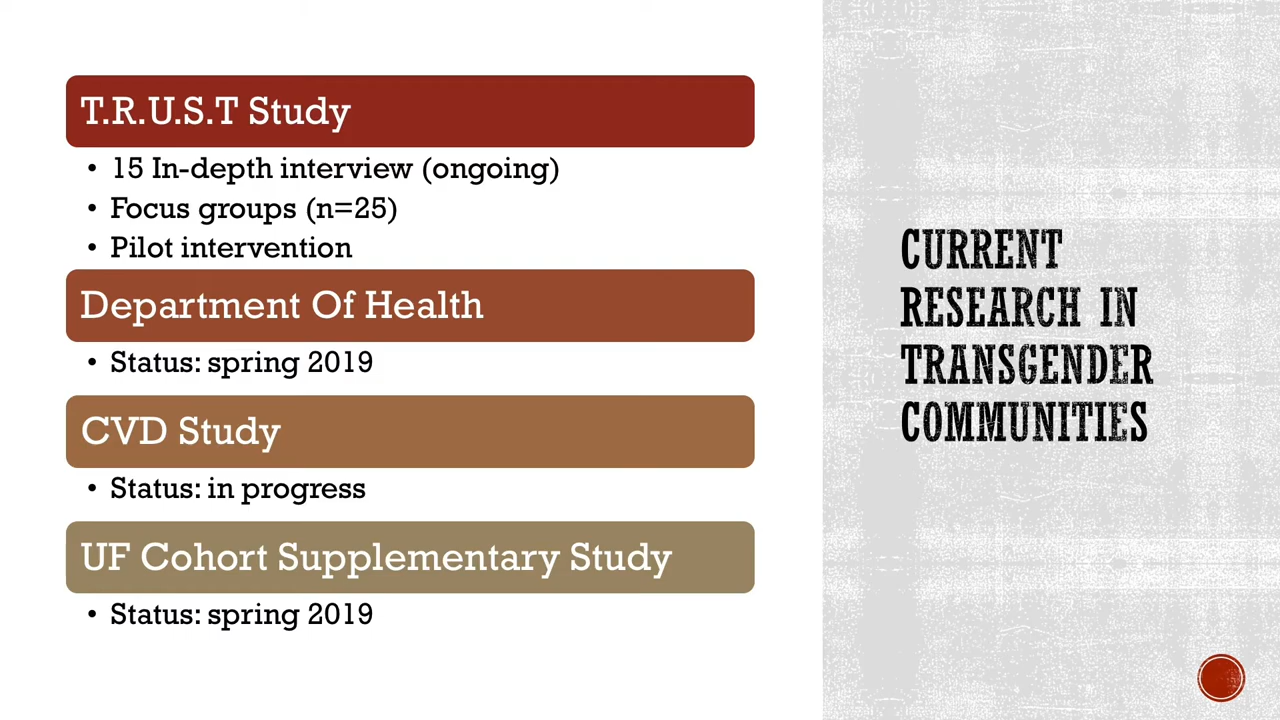 T.R.U.S.T Study
• 15 In-depth interview (ongoing)
• Focus groups (n=25)
• Pilot intervention
Department Of Health
• Status: spring 2019
CVD Study
• Status: in progress
UF Cohort Supplementary Study
• Status: spring 2019
CURRENT
RESEARCH IN
TRANSGENDER
COMMUNITIES